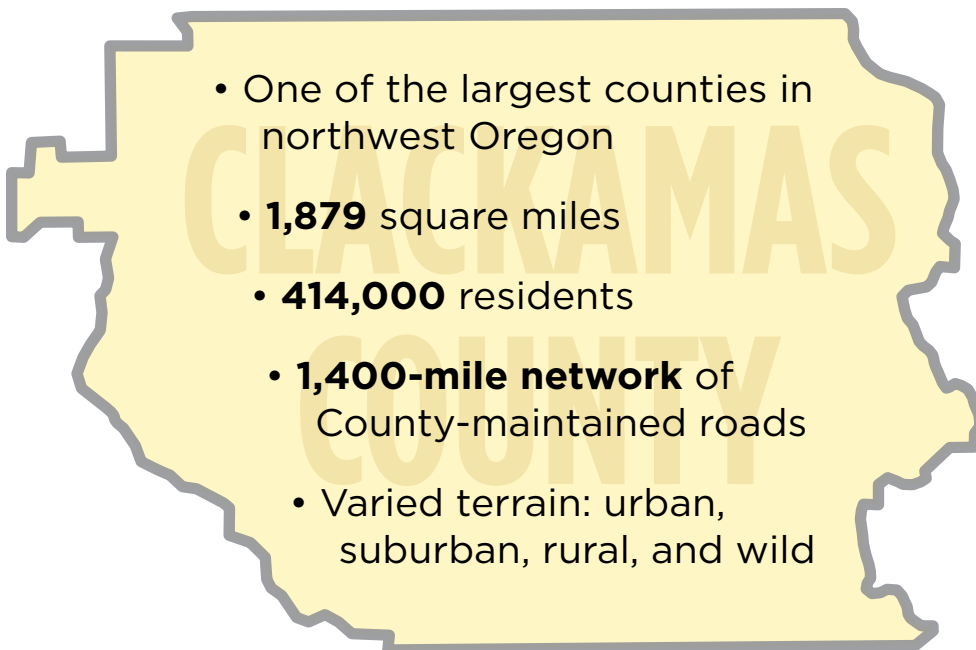 CLACKAMAS
COUNTY
• One of the largest counties in
northwest Oregon
• 1,879 square miles
• 414,000 residents
• 1,400-mile network of
County-maintained roads
• Varied terrain: urban,
suburban, rural, and wild